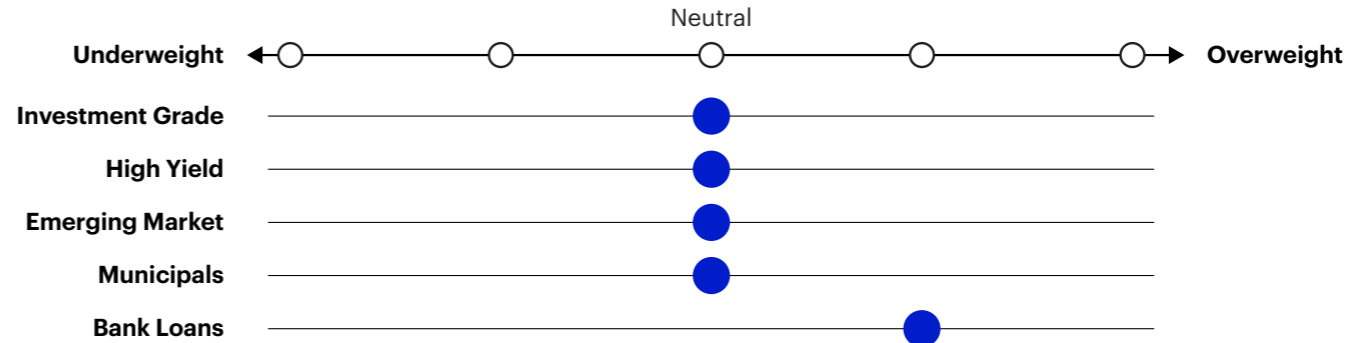 Neutral
Underweight Overweight
Investment Grade
High Yield
Emerging Market
Municipals
Bank Loans